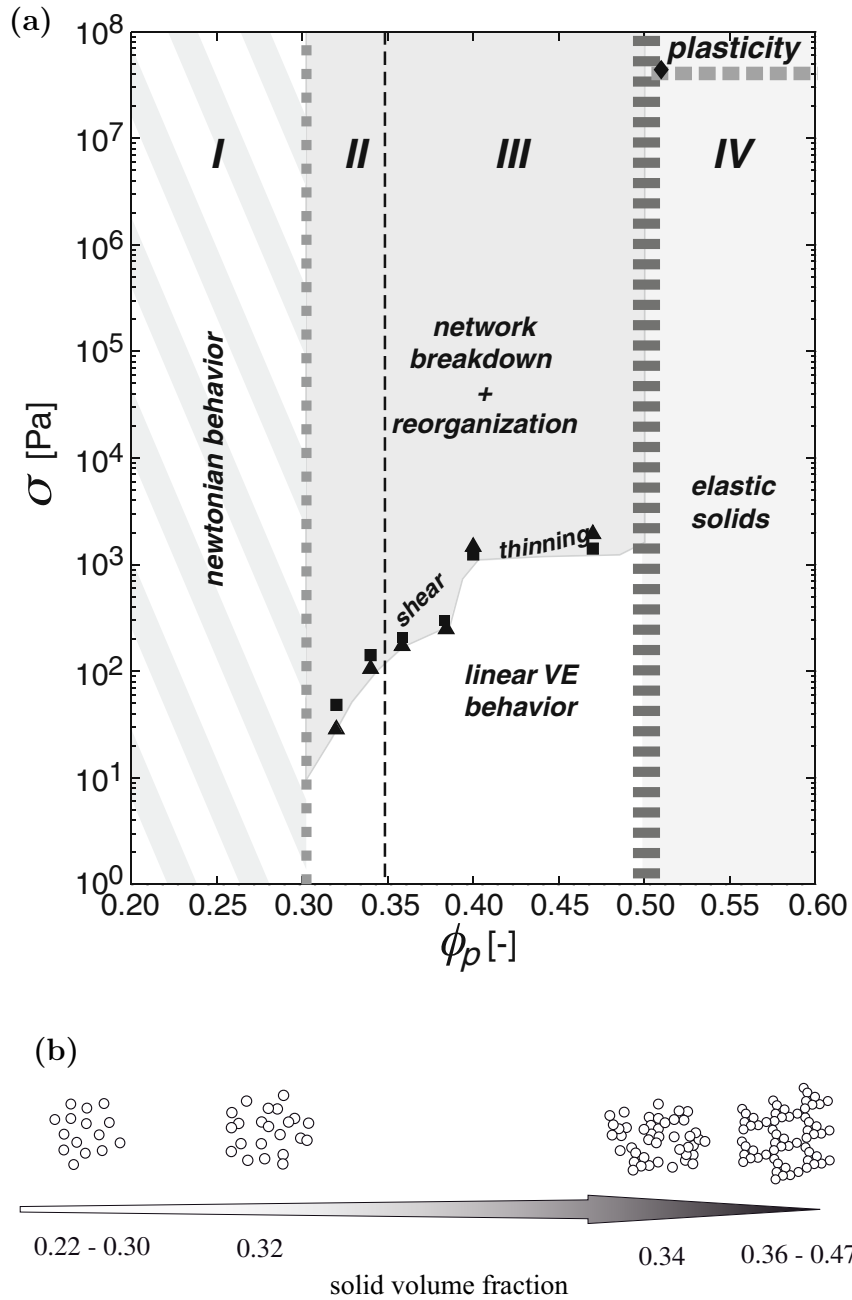 (a)
10^8
10^7
10^6
10^5
10^4
10^3
10^2
10^1
10^0
σ [Pa]
plasticity
I
II
III
IV
newtonian behavior
network
breakdown
+
reorganization
elastic
solids
shear
thinning
linear VE
behavior
0.20 0.25 0.30 0.35 0.40 0.45 0.50 0.55 0.60
ϕ_p [-]
(b)
0.22 - 0.30
0.32
0.34
0.36 - 0.47
solid volume fraction